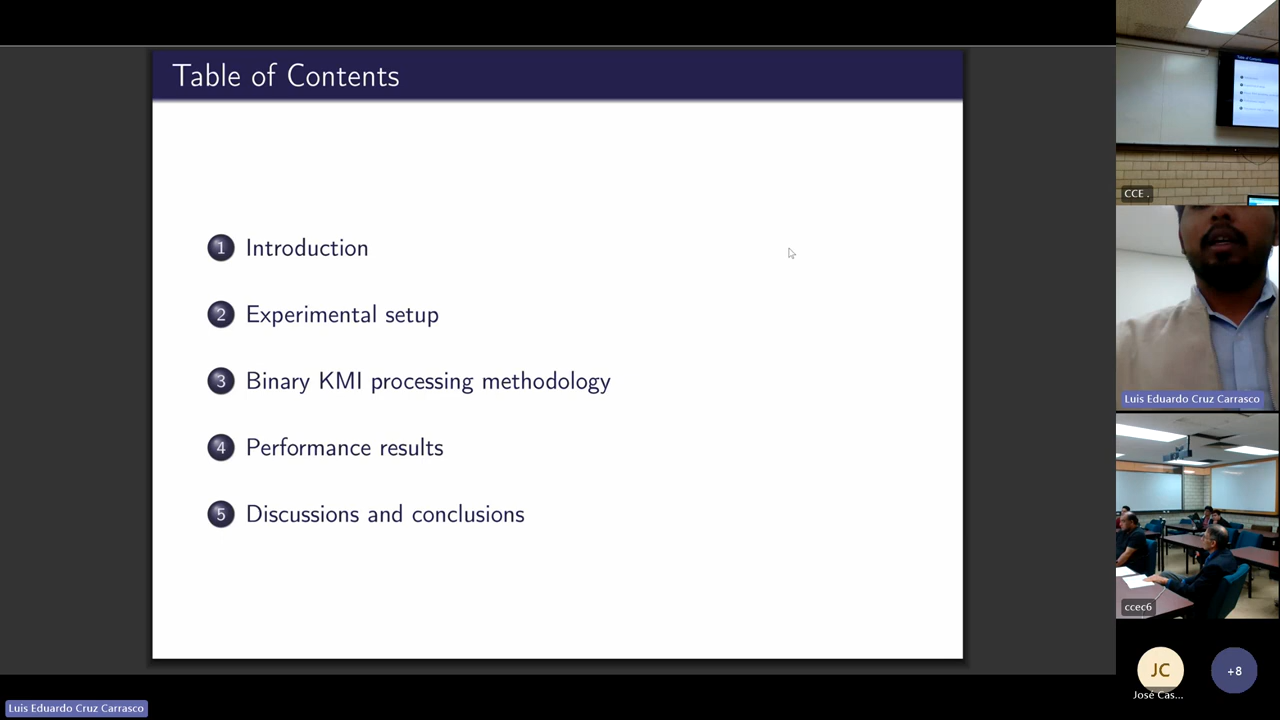 Table of Contents
1 Introduction
2 Experimental setup
3 Binary KMI processing methodology
4 Performance results
5 Discussions and conclusions
CCE .
Luis Eduardo Cruz Carrasco
ccec6
JC
José Cas...
+8
Luis Eduardo Cruz Carrasco